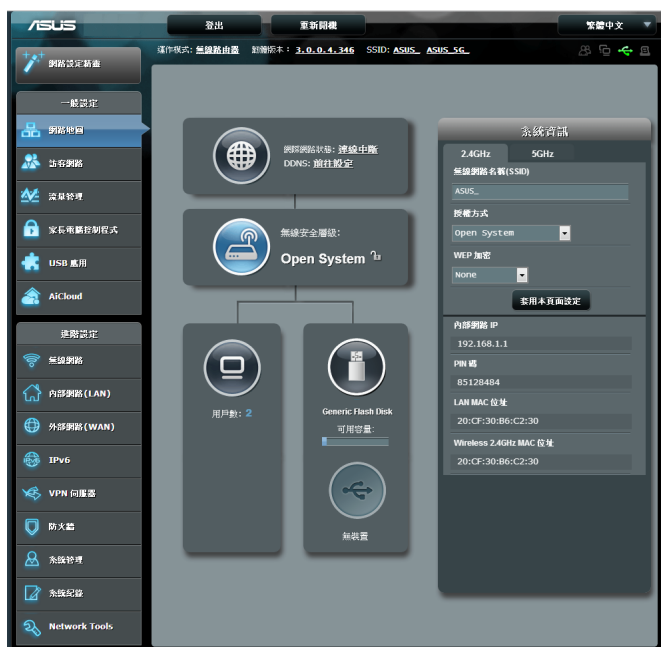 ASUS
登出
重新開機
繁體中文
運作模式: 無線路由器 韌體版本: 3.0.0.4.346 SSID: ASUS_ ASUS_5G_
網路設定精靈
一般設定
網路地圖
訪客網路
流量管理
家長電腦控制程式
USB 應用
AiCloud
進階設定
無線網路
內部網路(LAN)
外部網路(WAN)
IPv6
VPN 伺服器
防火牆
系統管理
系統紀錄
Network Tools
網際網路狀態: 連線中斷
DDNS: 前往設定
無線安全層級:
Open System
用戶數: 2
Generic Flash Disk
可用容量:
無裝置
系統資訊
2.4GHz
5GHz
無線網路名稱(SSID)
ASUS_
授權方式
Open System
WEP 加密
None
套用本頁面設定
內部網路 IP
192.168.1.1
PIN 碼
85128484
LAN MAC 位址
20:CF:30:B6:C2:30
Wireless 2.4GHz MAC 位址
20:CF:30:B6:C2:30